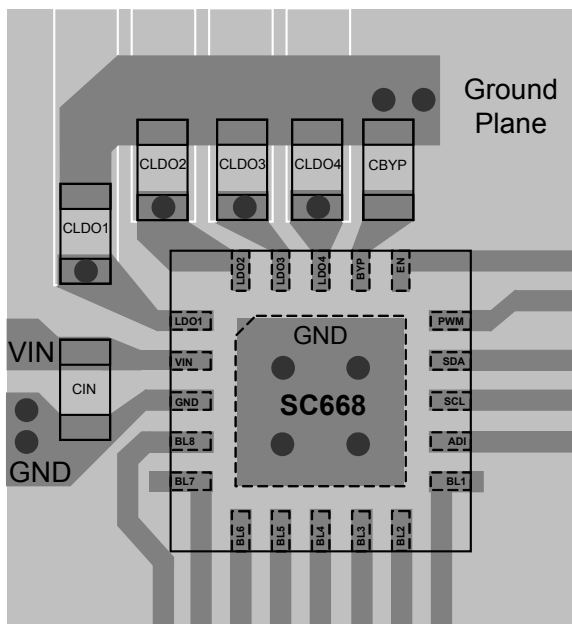 Ground
Plane
CLDO2
CLDO3
CLDO4
CBYP
CLDO1
LDO2
LDO3
LDO4
BYP
EN
LDO1
PWM
VIN
VIN
GND
SDA
CIN
GND
SC668
SCL
BL8
ADI
GND
BL7
BL1
BL6
BL5
BL4
BL3
BL2